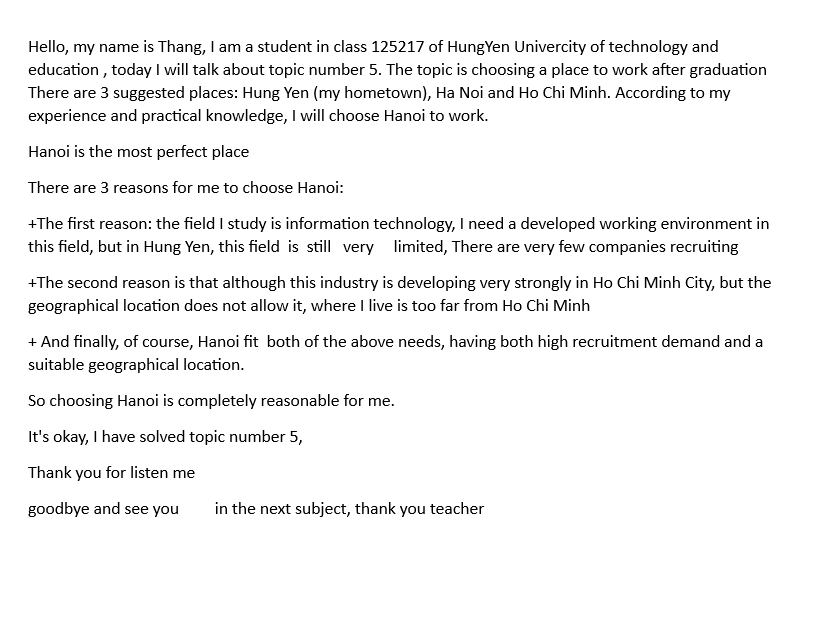 Hello, my name is Thang, I am a student in class 125217 of HungYen Univercity of technology and
education , today I will talk about topic number 5. The topic is choosing a place to work after graduation
There are 3 suggested places: Hung Yen (my hometown), Ha Noi and Ho Chi Minh. According to my
experience and practical knowledge, I will choose Hanoi to work.
Hanoi is the most perfect place
There are 3 reasons for me to choose Hanoi:
+The first reason: the field I study is information technology, I need a developed working environment in
this field, but in Hung Yen, this field  is  still   very     limited, There are very few companies recruiting
+The second reason is that although this industry is developing very strongly in Ho Chi Minh City, but the
geographical location does not allow it, where I live is too far from Ho Chi Minh
+ And finally, of course, Hanoi fit  both of the above needs, having both high recruitment demand and a
suitable geographical location.
So choosing Hanoi is completely reasonable for me.
It's okay, I have solved topic number 5,
Thank you for listen me
goodbye and see you        in the next subject, thank you teacher